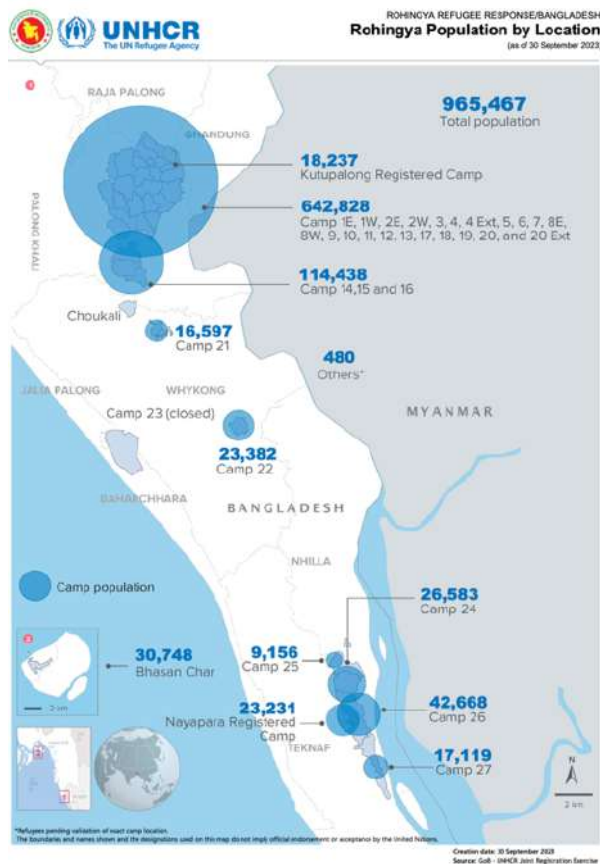 UNHCR
The UN Refugee Agency
ROHINGYA REFUGEE RESPONSE/BANGLADESH
Rohingya Population by Location
(as of 30 September 2023)
1
RAJA PALONG
GHANDUNG
965,467
Total population
18,237
Kutupalong Registered Camp
PALONG KHALI
642,828
Camp 1E, 1W, 2E, 2W, 3, 4, 4 Ext, 5, 6, 7, 8E,
8W, 9, 10, 11, 12, 13, 17, 18, 19, 20, and 20 Ext
114,438
Camp 14,15 and 16
Choukali
16,597
Camp 21
480
Others*
JALIA PALONG
WHYKONG
MYANMAR
Camp 23 (closed)
23,382
Camp 22
BAHARCHHARA
BANGLADESH
NHILLA
Camp population
26,583
Camp 24
2
30,748
Bhasan Char
2 km
9,156
Camp 25
23,231
Nayapara Registered
Camp
42,668
Camp 26
TEKNAF
17,119
Camp 27
N
2 km
*Refugees pending validation of exact camp location.
The boundaries and names shown and the designations used on this map do not imply official endorsement or acceptance by the United Nations.
Creation date: 30 September 2023
Source: GoB - UNHCR Joint Registration Exercise